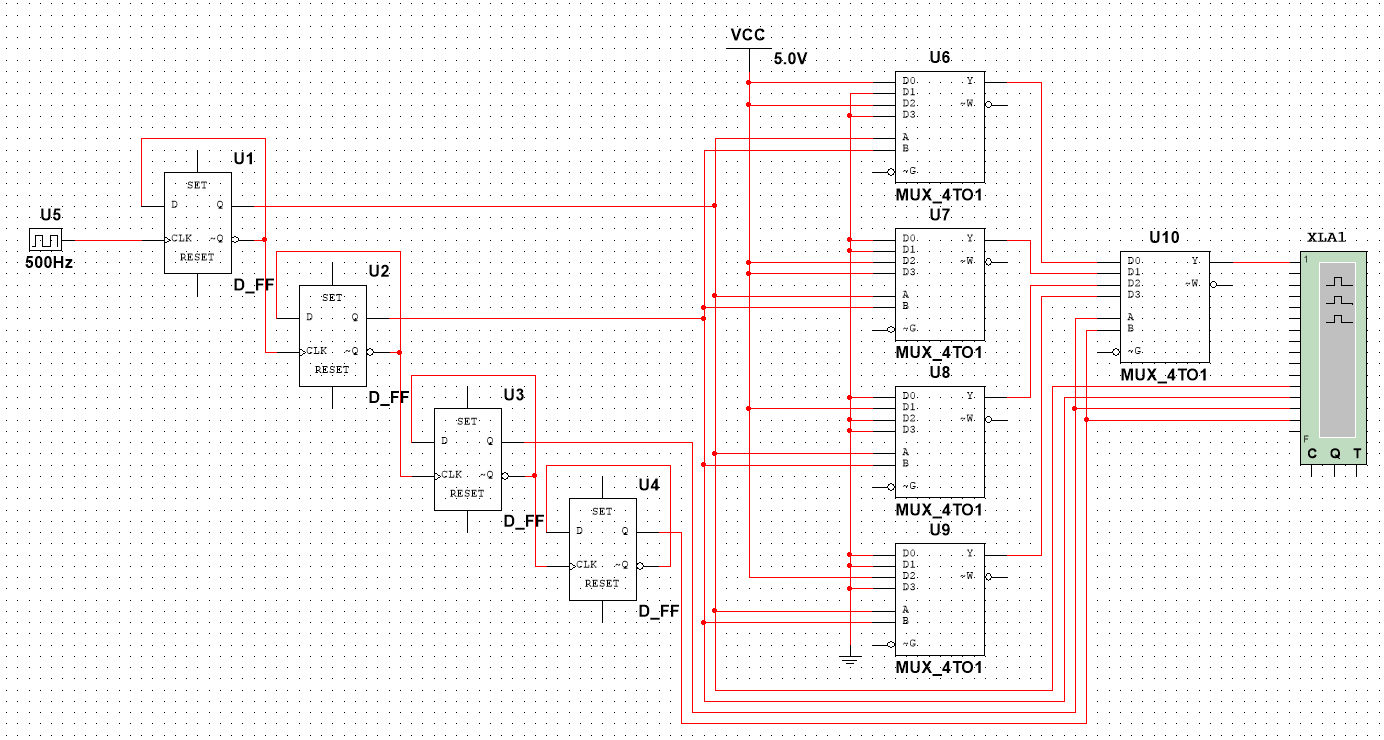 VCC
5.0V
U6
D0 Y
D1
D2 ~W
D3
A
B
~G
MUX_4TO1
U1
SET
D Q
CLK ~Q
RESET
D_FF
U5
500Hz
U2
SET
D Q
CLK ~Q
RESET
D_FF
U3
SET
D Q
CLK ~Q
RESET
D_FF
U4
SET
D Q
CLK ~Q
RESET
D_FF
U7
D0 Y
D1
D2 ~W
D3
A
B
~G
MUX_4TO1
U8
D0 Y
D1
D2 ~W
D3
A
B
~G
MUX_4TO1
U9
D0 Y
D1
D2 ~W
D3
A
B
~G
MUX_4TO1
U10
D0 Y
D1
D2 ~W
D3
A
B
~G
MUX_4TO1
XLA1
1
F
C Q T